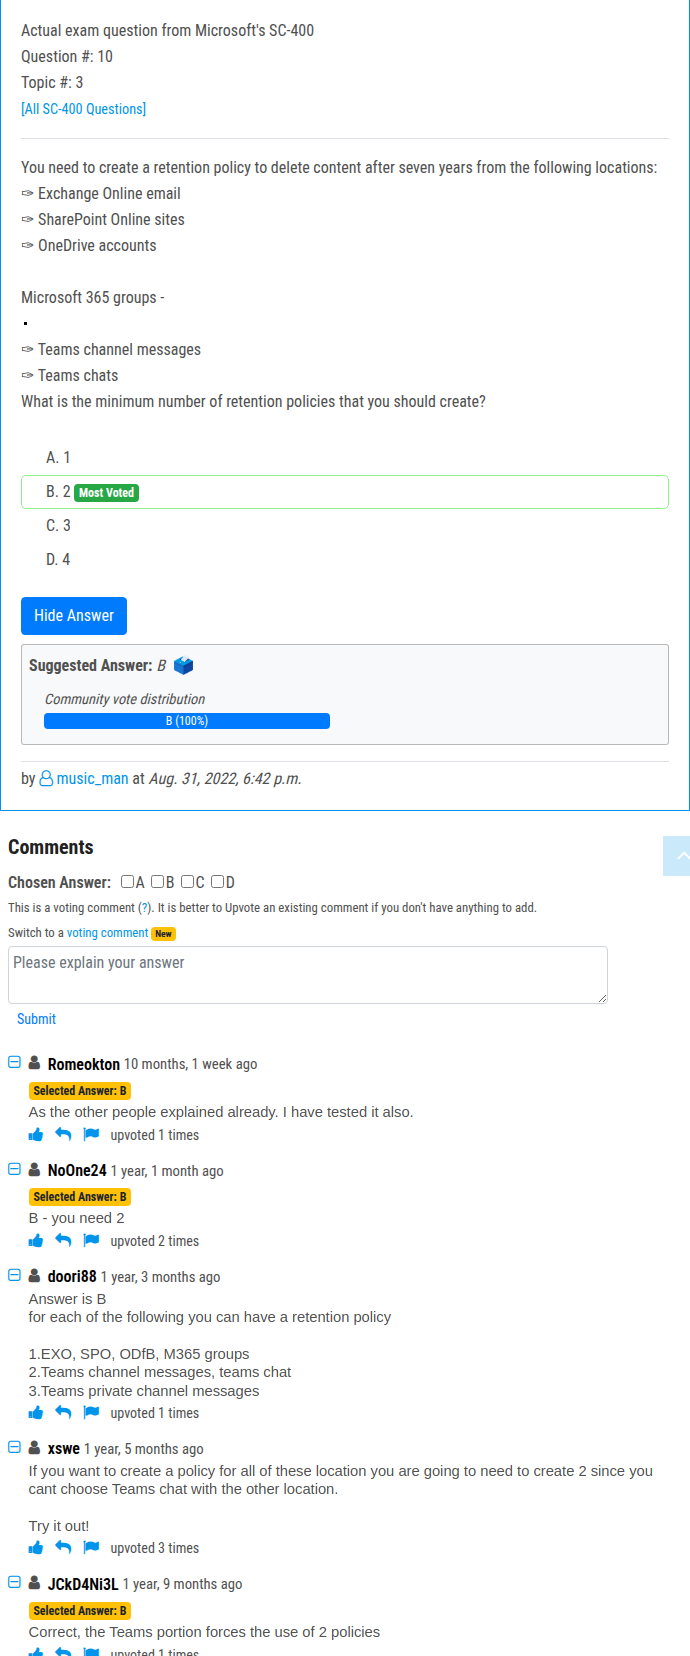 Actual exam question from Microsoft's SC-400
Question #: 10
Topic #: 3
[All SC-400 Questions]
You need to create a retention policy to delete content after seven years from the following locations:
✑ Exchange Online email
✑ SharePoint Online sites
✑ OneDrive accounts
Microsoft 365 groups -
▪
✑ Teams channel messages
✑ Teams chats
What is the minimum number of retention policies that you should create?
A. 1
B. 2 Most Voted
C. 3
D. 4
Hide Answer
Suggested Answer: B
Community vote distribution
B (100%)
by music_man at Aug. 31, 2022, 6:42 p.m.
Comments
Chosen Answer: A B C D
This is a voting comment (?). It is better to Upvote an existing comment if you don't have anything to add.
Switch to a voting comment New
Please explain your answer
Submit
Romeokton 10 months, 1 week ago
Selected Answer: B
As the other people explained already. I have tested it also.
upvoted 1 times
NoOne24 1 year, 1 month ago
Selected Answer: B
B - you need 2
upvoted 2 times
doori88 1 year, 3 months ago
Answer is B
for each of the following you can have a retention policy
1.EXO, SPO, ODfB, M365 groups
2.Teams channel messages, teams chat
3.Teams private channel messages
upvoted 1 times
xswe 1 year, 5 months ago
If you want to create a policy for all of these location you are going to need to create 2 since you
cant choose Teams chat with the other location.
Try it out!
upvoted 3 times
JCkD4Ni3L 1 year, 9 months ago
Selected Answer: B
Correct, the Teams portion forces the use of 2 policies
upvoted 1 times